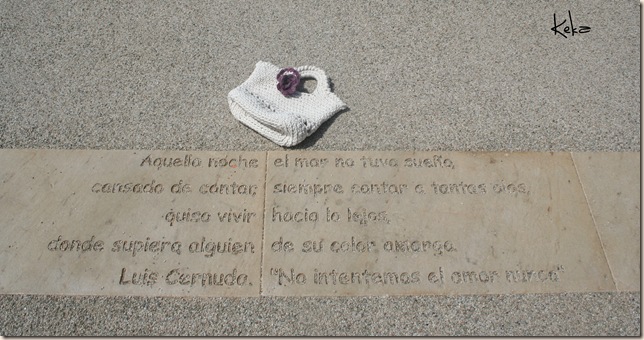 Keka
Aquella noche el mar no tuvo sueño,
cansado de contar, siempre contar a tantas olas,
quiso vivir hacia lo lejos,
donde supiera alguien de su color amargo.
Luis Cernuda. "No intentemos el amor nunca"